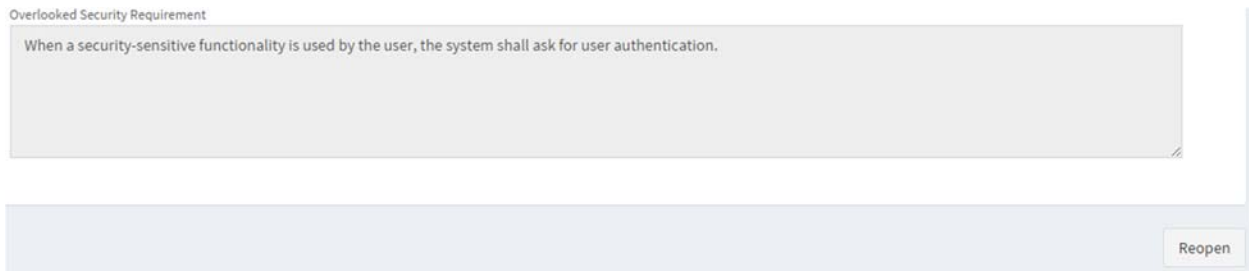 Overlooked Security Requirement
When a security-sensitive functionality is used by the user, the system shall ask for user authentication.
Reopen